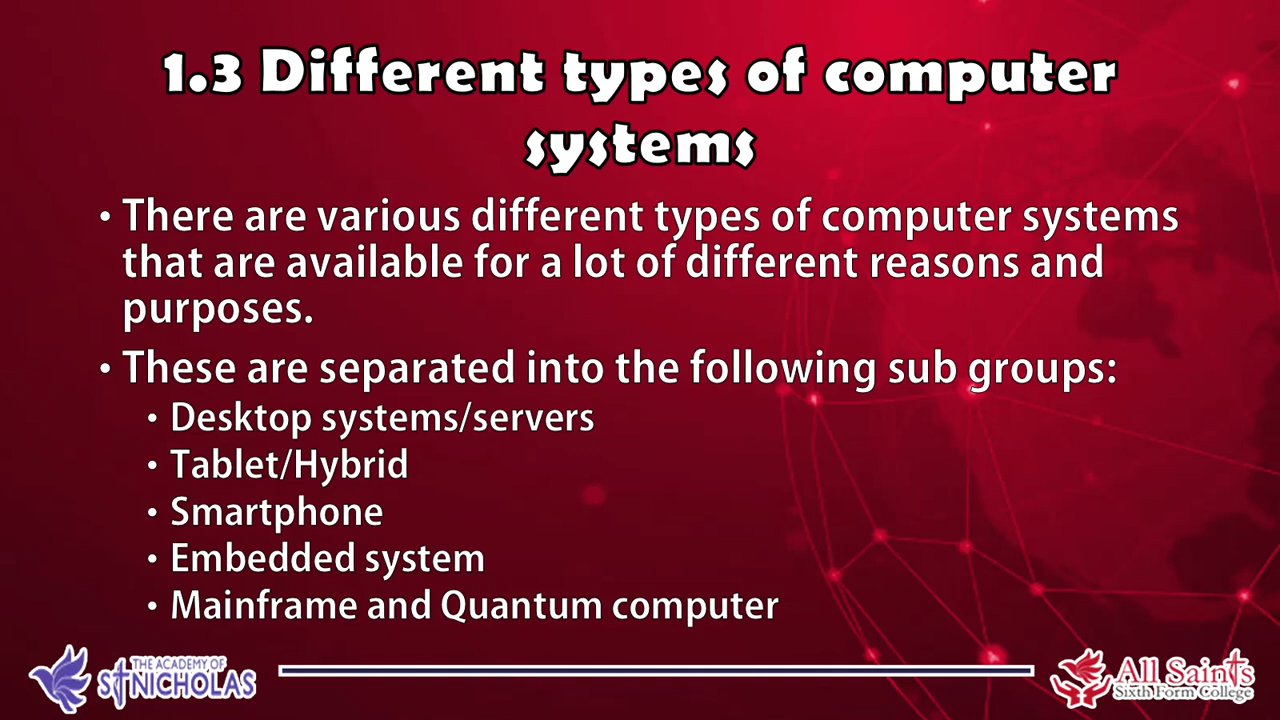 1.3 Different types of computer
systems
• There are various different types of computer systems
that are available for a lot of different reasons and
purposes.
• These are separated into the following sub groups:
• Desktop systems/servers
• Tablet/Hybrid
• Smartphone
• Embedded system
• Mainframe and Quantum computer
THE ACADEMY OF
ST NICHOLAS
All Saints
Sixth Form College